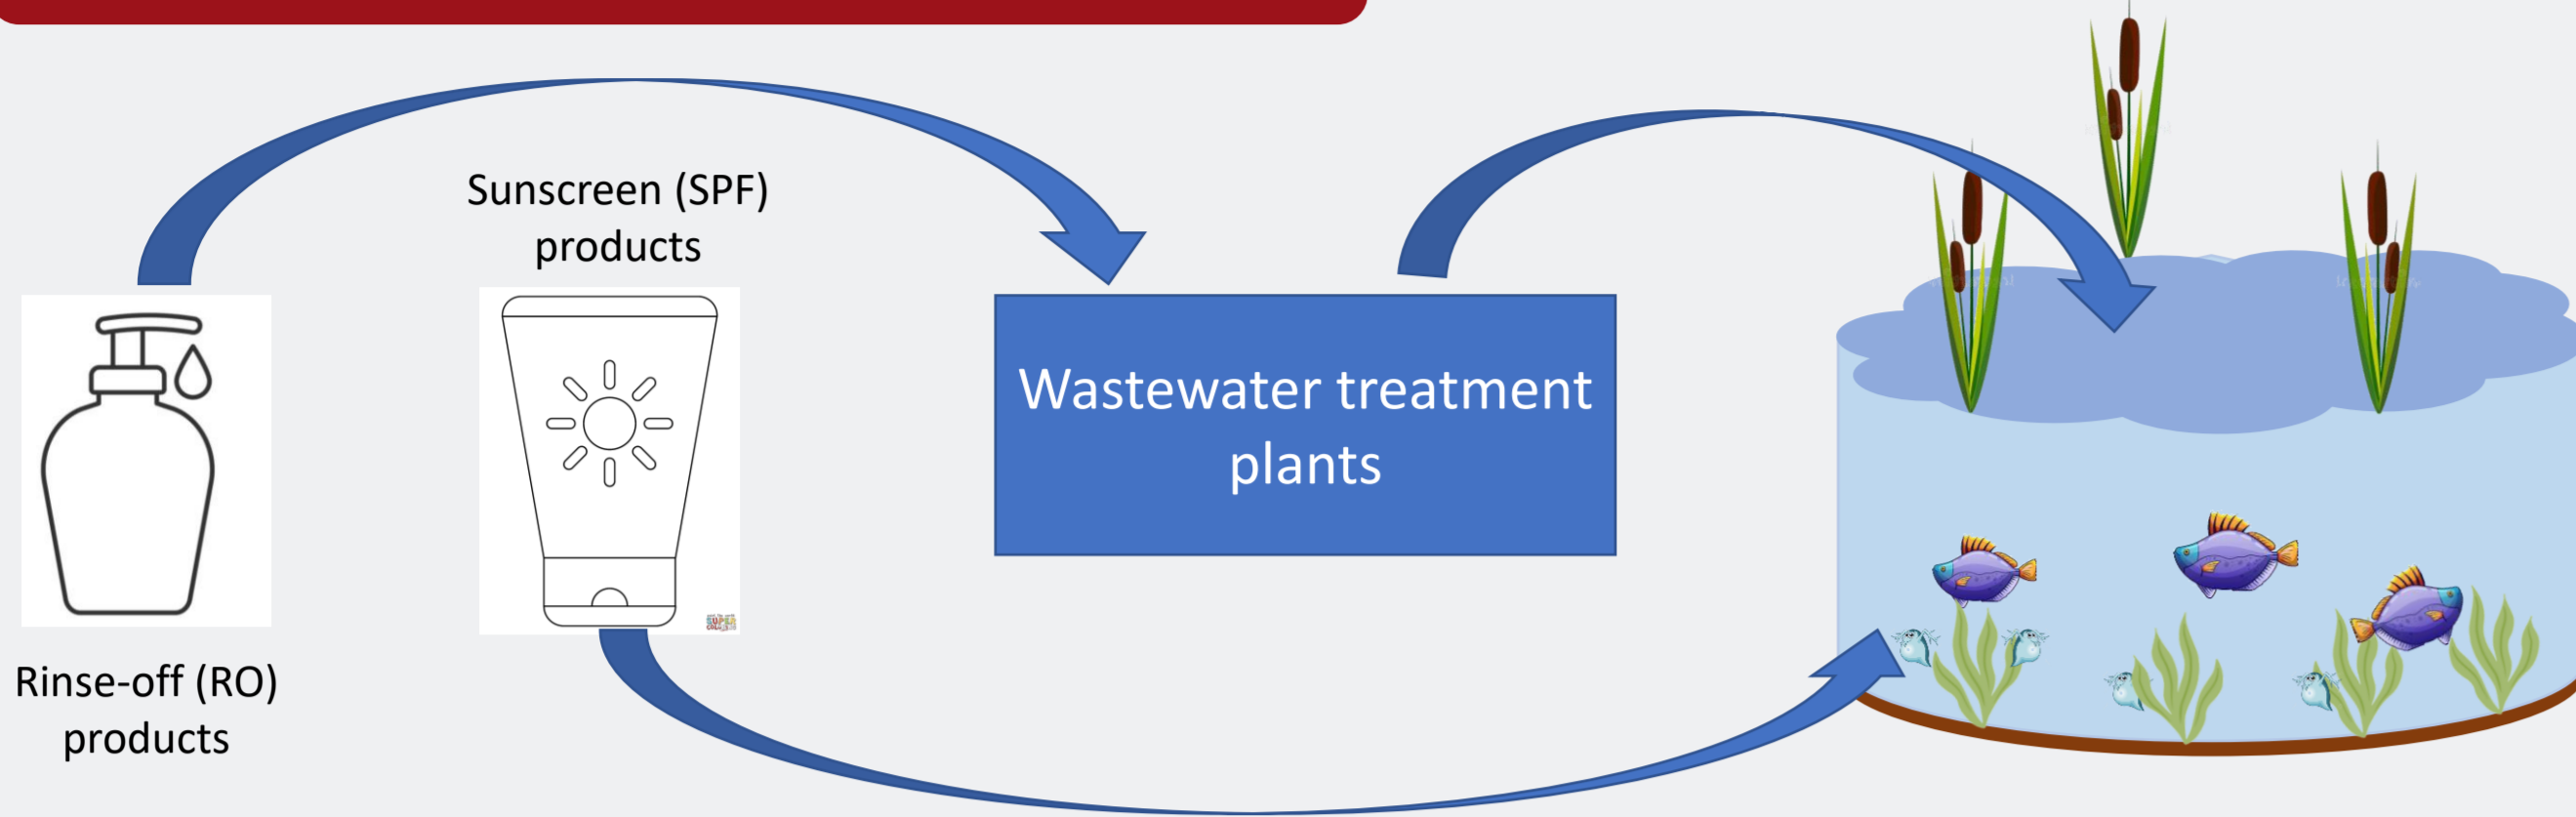 Sunscreen (SPF)
products
Wastewater treatment
plants
Rinse-off (RO)
products